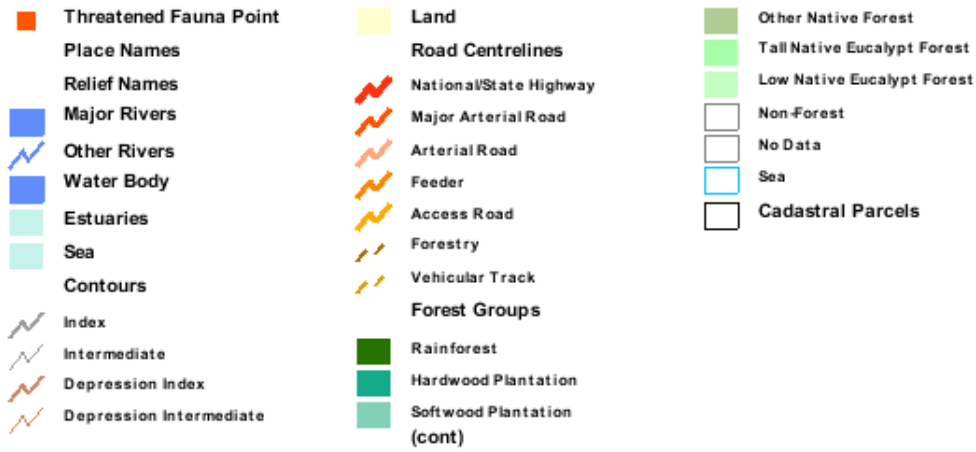 Threatened Fauna Point
Place Names
Relief Names
Major Rivers
Other Rivers
Water Body
Estuaries
Sea
Contours
Index
Intermediate
Depression Index
Depression Intermediate
Land
Road Centrelines
National/State Highway
Major Arterial Road
Arterial Road
Feeder
Access Road
Forestry
Vehicular Track
Forest Groups
Rainforest
Hardwood Plantation
Softwood Plantation
(cont)
Other Native Forest
Tall Native Eucalypt Forest
Low Native Eucalypt Forest
Non-Forest
No Data
Sea
Cadastral Parcels